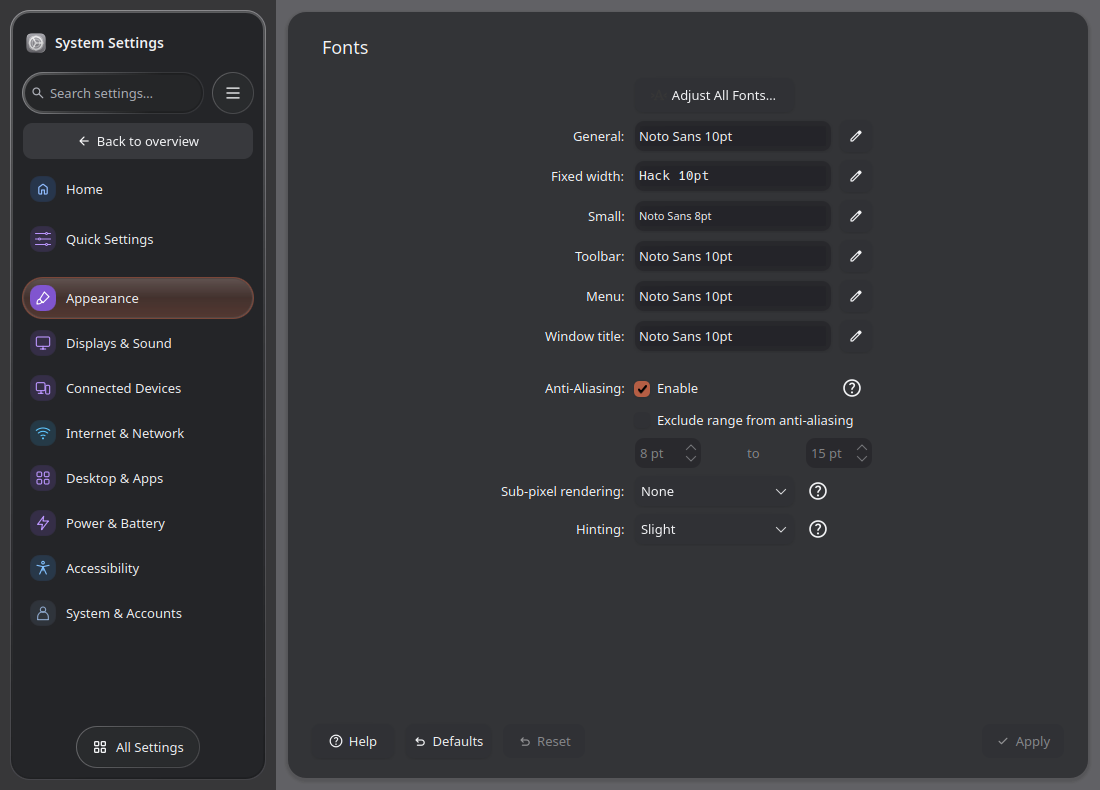 System Settings
Search settings...
Back to overview
Home
Quick Settings
Appearance
Displays & Sound
Connected Devices
Internet & Network
Desktop & Apps
Power & Battery
Accessibility
System & Accounts
All Settings
Fonts
Adjust All Fonts...
General: Noto Sans 10pt
Fixed width: Hack 10pt
Small: Noto Sans 8pt
Toolbar: Noto Sans 10pt
Menu: Noto Sans 10pt
Window title: Noto Sans 10pt
Anti-Aliasing: Enable
Exclude range from anti-aliasing
8 pt to 15 pt
Sub-pixel rendering: None
Hinting: Slight
Help Defaults Reset Apply